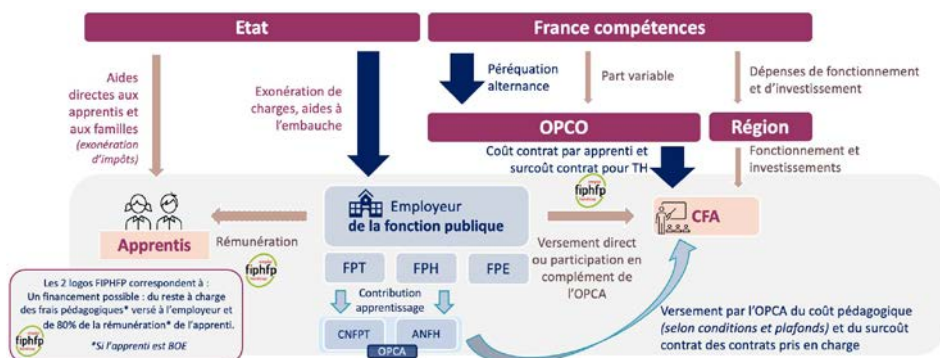 Etat
France compétences
Aides
directes aux
apprentis et
aux familles
(exonération
d'impôts)
Exonération de
charges, aides à
l'embauche
Péréquation
alternance
Part variable
Dépenses de fonctionnement
et d'investissement
OPCO
Région
Coût contrat par apprenti et
surcoût contrat pour TH
Fonctionnement et
investissements
fiphfp
Apprentis
Rémunération
fiphfp
Employeur
de la fonction publique
Versement direct
ou participation en
complément de
l'OPCA
CFA
FPT
FPH
FPE
Contribution
apprentissage
CNFPT
ANFH
OPCA
Les 2 logos FIPHFP correspondent à :
Un financement possible : du reste à charge
des frais pédagogiques* versé à l'employeur et
de 80% de la rémunération* de l'apprenti.
*Si l'apprenti est BOE
fiphfp
Versement par l'OPCA du coût pédagogique
(selon conditions et plafonds) et du surcoût
contrat des contrats pris en charge